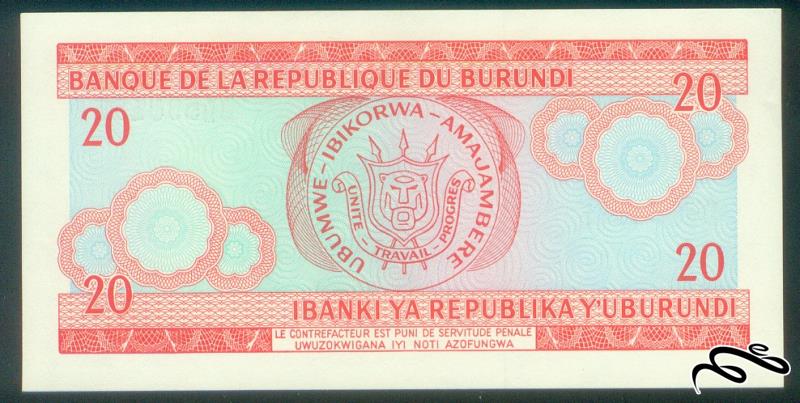 BANQUE DE LA REPUBLIQUE DU BURUNDI
20
20
UBUMWE - IBIKORWA - AMAJAMBERE
UNITE - TRAVAIL - PROGRES
20
20
IBANKI YA REPUBLIKA Y'UBURUNDI
LE CONTREFACTEUR EST PUNI DE SERVITUDE PENALE
UWUZOKWIGANA IYI NOTI AZOFUNGWA